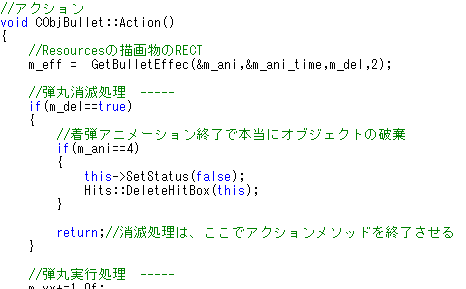 //アクション
void CObjBullet::Action()
{
//Resourcesの描画物のRECT
m_eff =  GetBulletEffec(&m_ani,&m_ani_time,m_del,2);
//弾丸消滅処理  -----
if(m_del==true)
{
//着弾アニメーション終了で本当にオブジェクトの破棄
if(m_ani==4)
{
this->SetStatus(false);
Hits::DeleteHitBox(this);
}
return;//消滅処理は、ここでアクションメソッドを終了させる
}
//弾丸実行処理  -----